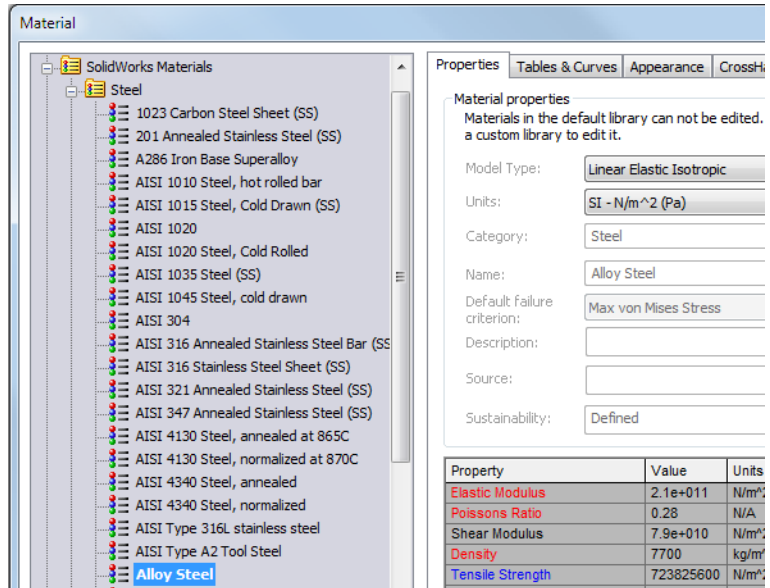 Material
SolidWorks Materials
Steel
1023 Carbon Steel Sheet (SS)
201 Annealed Stainless Steel (SS)
A286 Iron Base Superalloy
AISI 1010 Steel, hot rolled bar
AISI 1015 Steel, Cold Drawn (SS)
AISI 1020
AISI 1020 Steel, Cold Rolled
AISI 1035 Steel (SS)
AISI 1045 Steel, cold drawn
AISI 304
AISI 316 Annealed Stainless Steel Bar (SS
AISI 316 Stainless Steel Sheet (SS)
AISI 321 Annealed Stainless Steel (SS)
AISI 347 Annealed Stainless Steel (SS)
AISI 4130 Steel, annealed at 865C
AISI 4130 Steel, normalized at 870C
AISI 4340 Steel, annealed
AISI 4340 Steel, normalized
AISI Type 316L stainless steel
AISI Type A2 Tool Steel
Alloy Steel
Properties Tables & Curves Appearance CrossHa
Material properties
Materials in the default library can not be edited.
a custom library to edit it.
Model Type: Linear Elastic Isotropic
Units: SI - N/m^2 (Pa)
Category: Steel
Name: Alloy Steel
Default failure criterion: Max von Mises Stress
Description:
Source:
Sustainability: Defined
Property Value Units
Elastic Modulus 2.1e+011 N/m^2
Poissons Ratio 0.28 N/A
Shear Modulus 7.9e+010 N/m^2
Density 7700 kg/m^
Tensile Strength 723825600 N/m^2